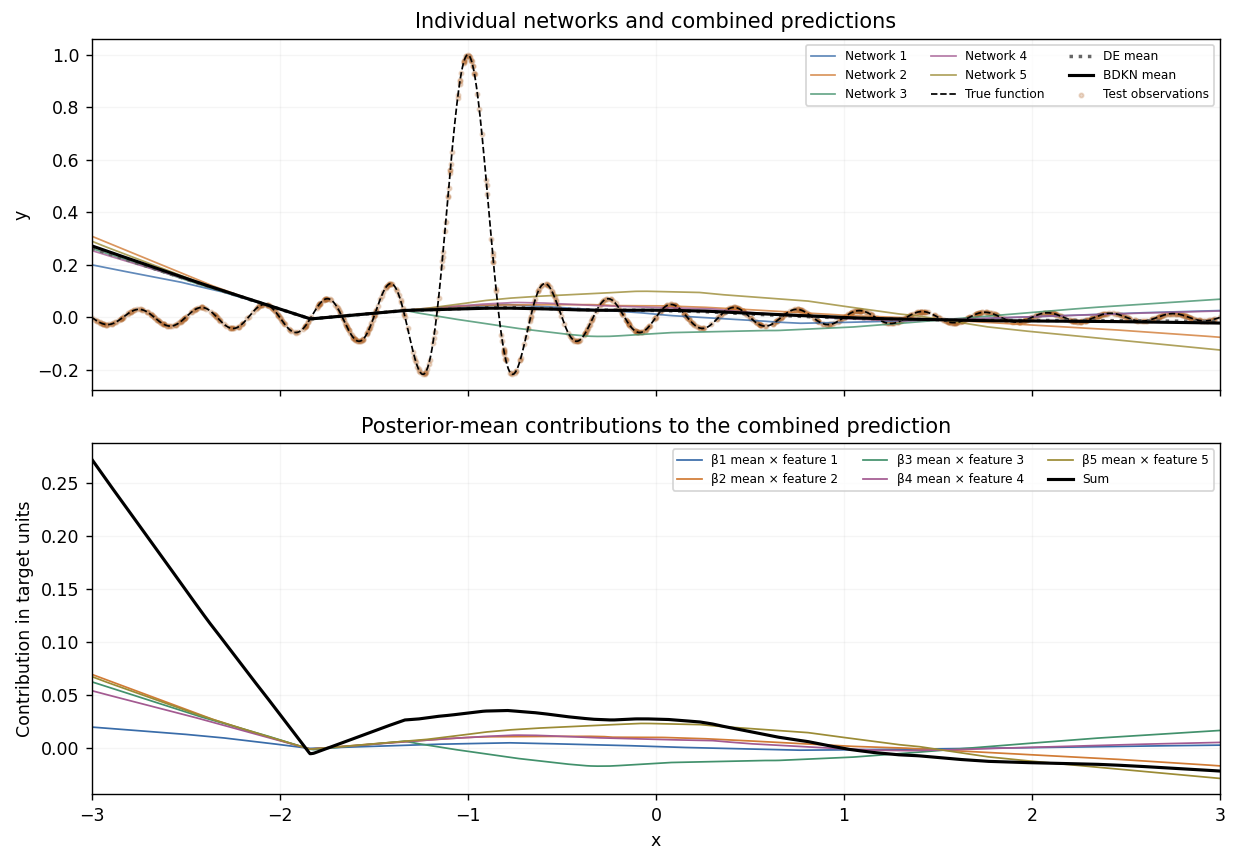 Individual networks and combined predictions
Network 1 Network 4 DE mean
Network 2 Network 5 BDKN mean
Network 3 True function Test observations
1.0
0.8
0.6
0.4
0.2
0.0
−0.2
y
Posterior-mean contributions to the combined prediction
β1 mean × feature 1 β3 mean × feature 3 β5 mean × feature 5
β2 mean × feature 2 β4 mean × feature 4 Sum
0.25
0.20
0.15
0.10
0.05
0.00
Contribution in target units
−3 −2 −1 0 1 2 3
x